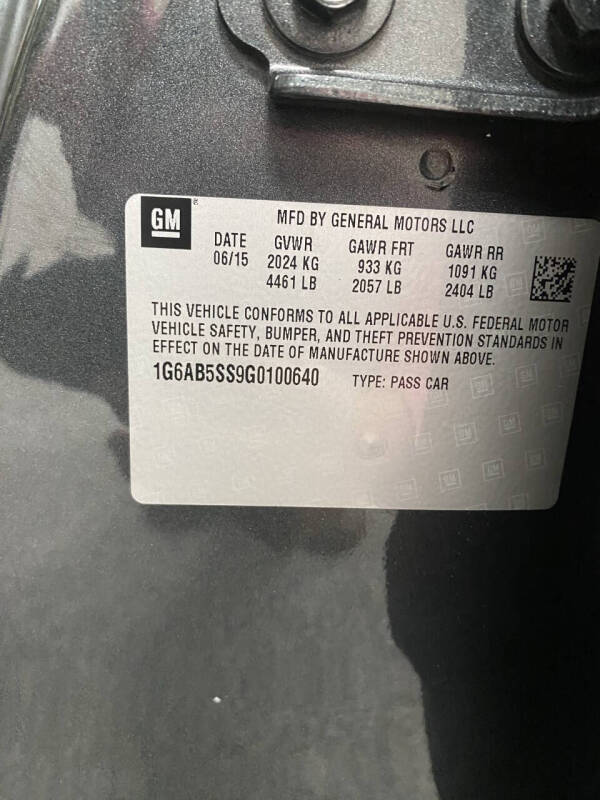 GM
MFD BY GENERAL MOTORS LLC
DATE GVWR GAWR FRT GAWR RR
06/15 2024 KG 933 KG 1091 KG
4461 LB 2057 LB 2404 LB
THIS VEHICLE CONFORMS TO ALL APPLICABLE U.S. FEDERAL MOTOR
VEHICLE SAFETY, BUMPER, AND THEFT PREVENTION STANDARDS IN
EFFECT ON THE DATE OF MANUFACTURE SHOWN ABOVE.
1G6AB5SS9G0100640 TYPE: PASS CAR